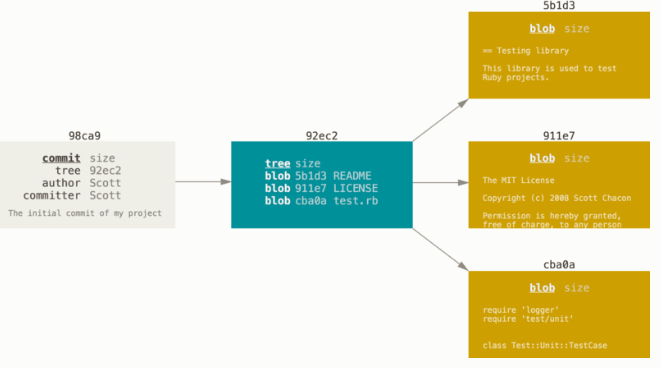 98ca9
commit size
tree 92ec2
author Scott
committer Scott
The initial commit of my project
92ec2
tree size
blob 5b1d3 README
blob 911e7 LICENSE
blob cba0a test.rb
5b1d3
blob size
== Testing library
This library is used to test
Ruby projects.
911e7
blob size
The MIT License
Copyright (c) 2008 Scott Chacon
Permission is hereby granted,
free of charge, to any person
cba0a
blob size
require 'logger'
require 'test/unit'
class Test::Unit::TestCase